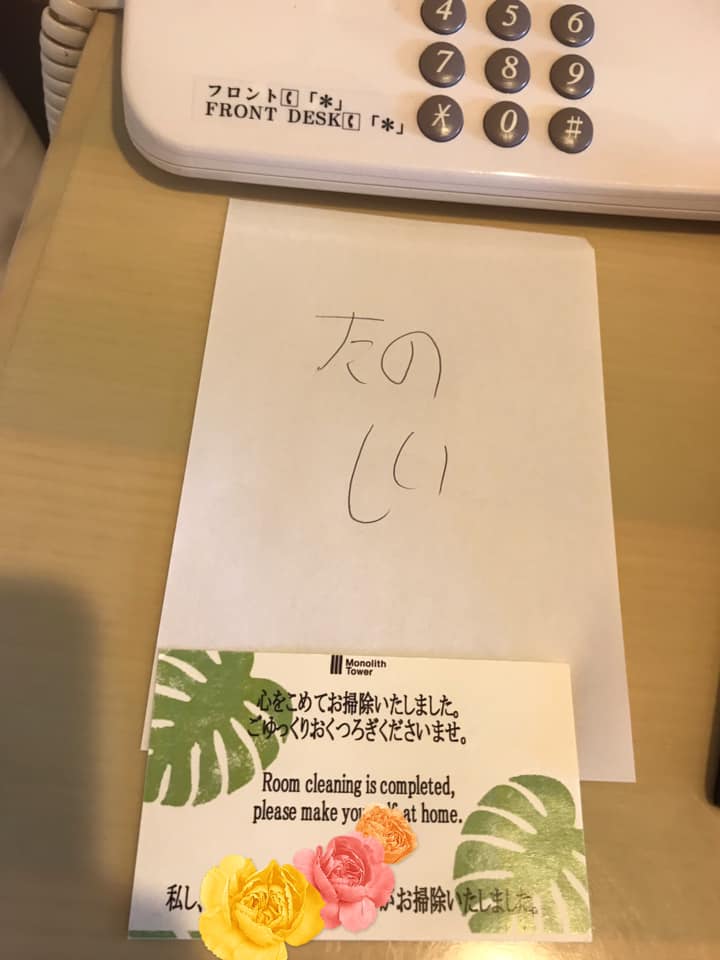 4 5 6
7 8 9
* 0 #
フロント「*」
FRONT DESK「*」
たの
しい
Monolith
Tower
心をこめてお掃除いたしました。
ごゆっくりおくつろぎくださいませ。
Room cleaning is completed,
please make at home.
私し、 がお掃除いたしました。